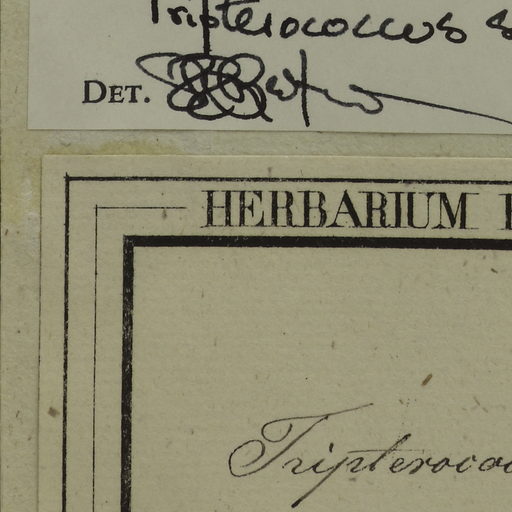 Tripterococcus s
DET.
HERBARIUM
Tripterococ